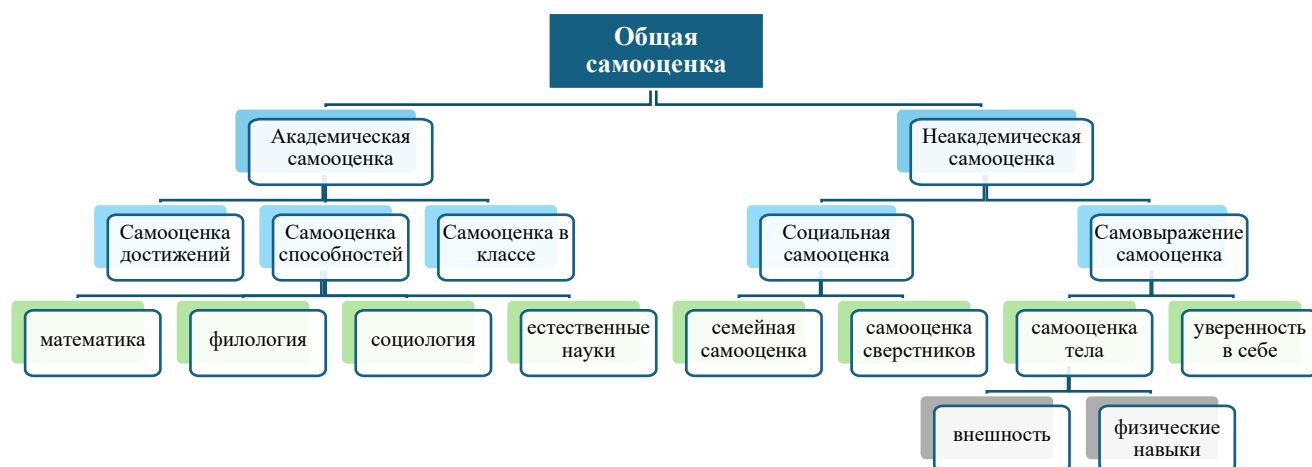 Общая
самооценка
Академическая
самооценка
Неакадемическая
самооценка
Самооценка
достижений
Самооценка
способностей
Самооценка в
классе
Социальная
самооценка
Самовыражение
самооценка
математика
филология
социология
естественные
науки
семейная
самооценка
самооценка
сверстников
самооценка
тела
уверенность
в себе
внешность
физические
навыки